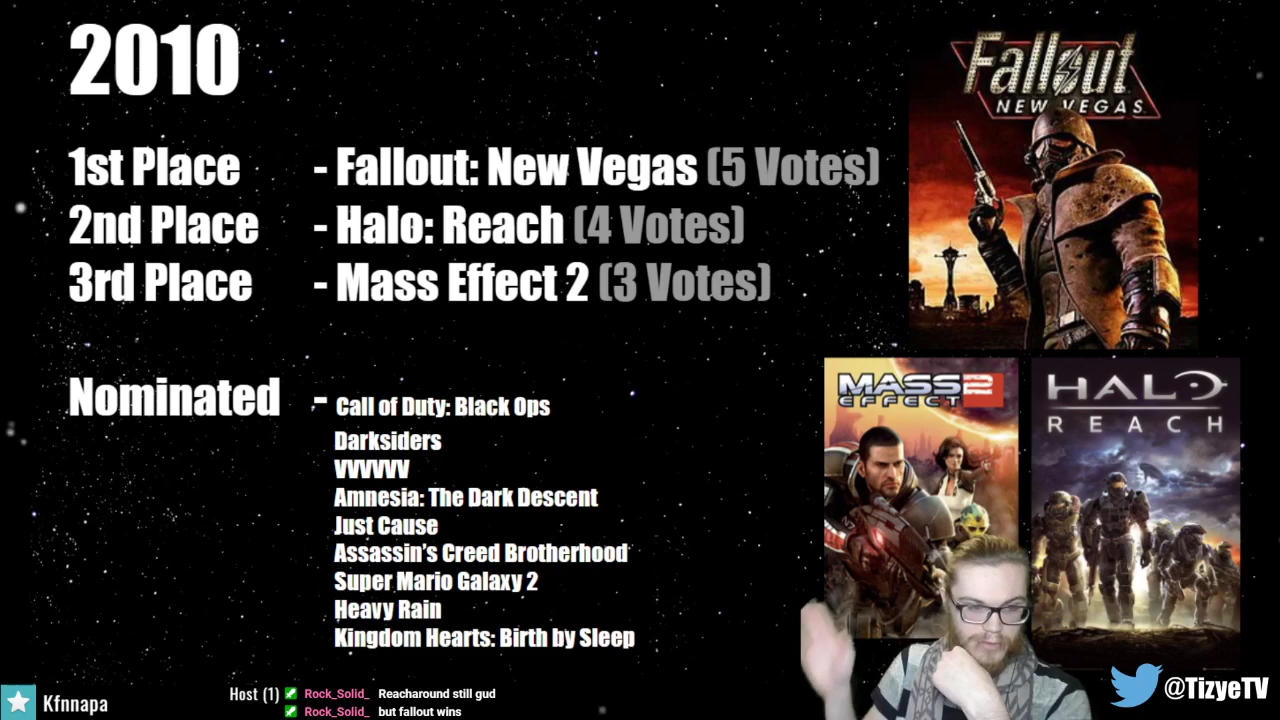 2010
1st Place - Fallout: New Vegas (5 Votes)
2nd Place - Halo: Reach (4 Votes)
3rd Place - Mass Effect 2 (3 Votes)
Nominated - Call of Duty: Black Ops
Darksiders
VVVVVV
Amnesia: The Dark Descent
Just Cause
Assassin's Creed Brotherhood
Super Mario Galaxy 2
Heavy Rain
Kingdom Hearts: Birth by Sleep
Fallout
NEW VEGAS
MASS 2
EFFECT
HALO
REACH
Kfnnapa
Host (1) Rock_Solid_ Reacharound still gud
Rock_Solid_ but fallout wins
@TizyeTV